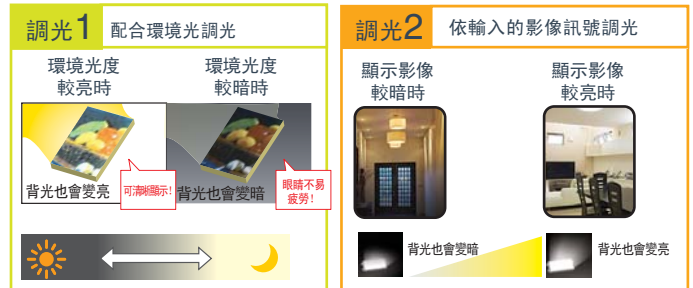 調光1
配合環境光調光
環境光度
較亮時
環境光度
較暗時
背光也會變亮
可清晰顯示!
背光也會變暗
眼睛不易
疲勞!
調光2
依輸入的影像訊號調光
顯示影像
較暗時
顯示影像
較亮時
背光也會變暗
背光也會變亮